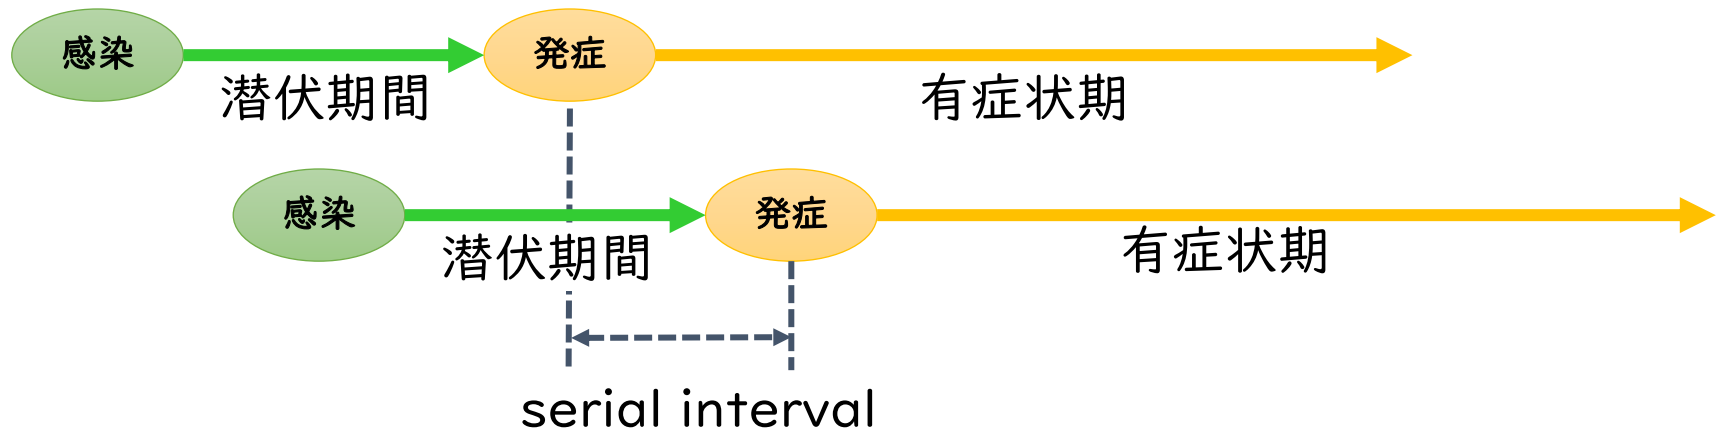 感染
発症
潜伏期間
有症状期
感染
発症
潜伏期間
有症状期
serial interval